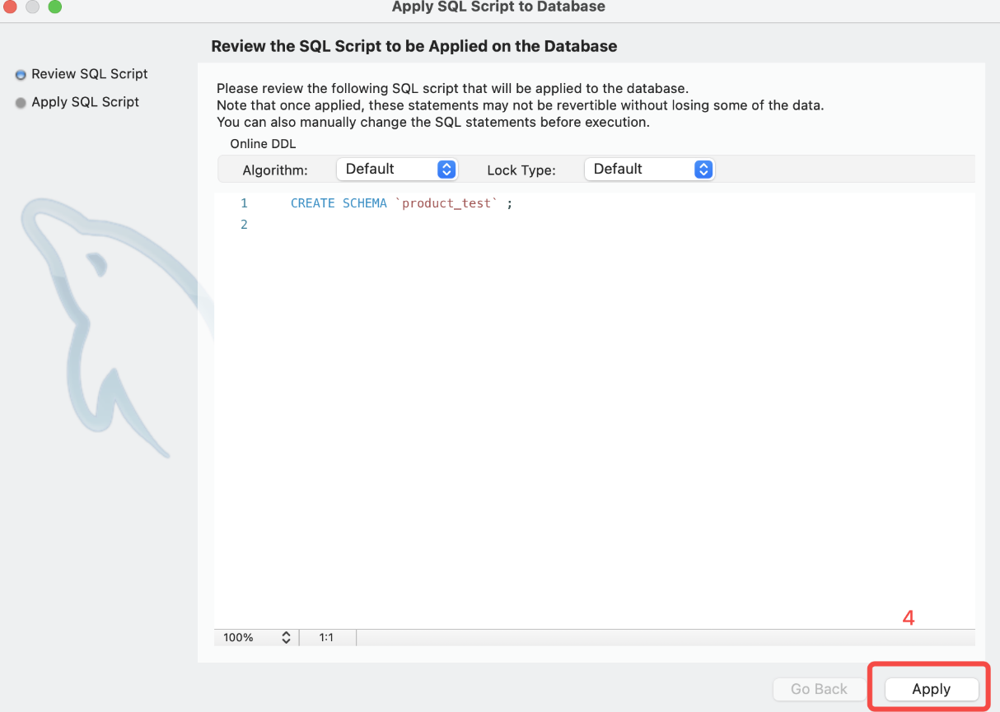 Apply SQL Script to Database
Review the SQL Script to be Applied on the Database
Review SQL Script
Apply SQL Script
Please review the following SQL script that will be applied to the database.
Note that once applied, these statements may not be revertible without losing some of the data.
You can also manually change the SQL statements before execution.
Online DDL
Algorithm: Default Lock Type: Default
1 CREATE SCHEMA `product_test` ;
2
4
100% 1:1
Go Back Apply